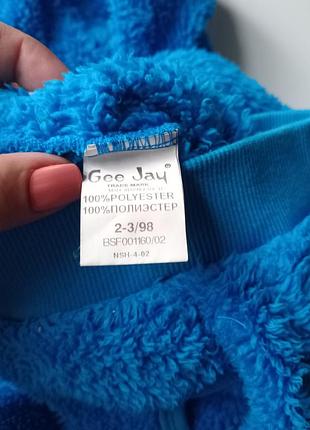 Gee Jay
TRADE MARK
100%POLYESTER
100%ПОЛИЭСТЕР
2-3/98
BSF001160/02
NSH-4-02